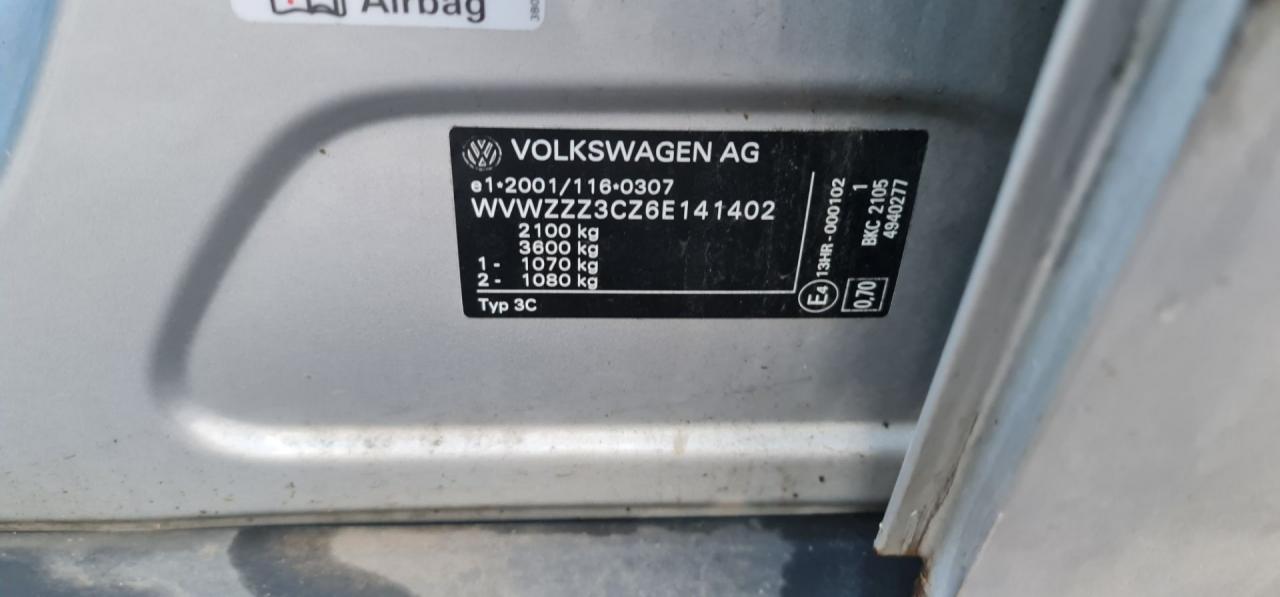 Airbag
VOLKSWAGEN AG
e1*2001/116*0307
WVWZZZ3CZ6E141402
2100 kg
3600 kg
1- 1070 kg
2- 1080 kg
Typ 3C
E4 13HR-000102
1
BKC 2105
4940277
0,70